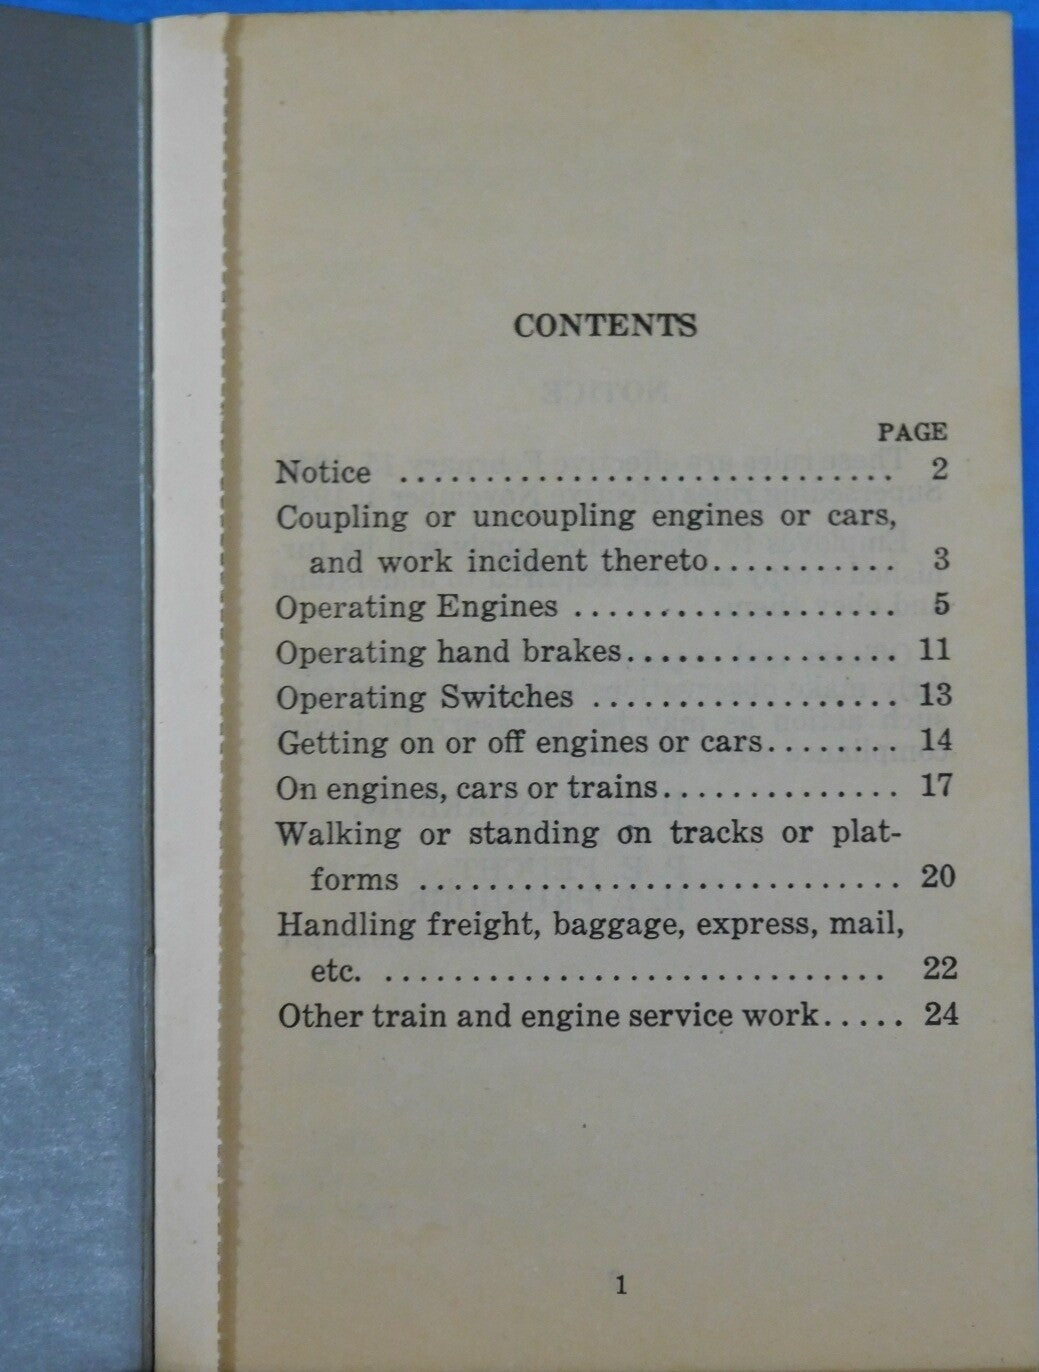 CONTENTS
PAGE
Notice .............................. 2
Coupling or uncoupling engines or cars,
and work incident thereto........... 3
Operating Engines ................... 5
Operating hand brakes................ 11
Operating Switches .................. 13
Getting on or off engines or cars........ 14
On engines, cars or trains.............. 17
Walking or standing on tracks or plat-
forms ............................. 20
Handling freight, baggage, express, mail,
etc. .............................. 22
Other train and engine service work..... 24
1